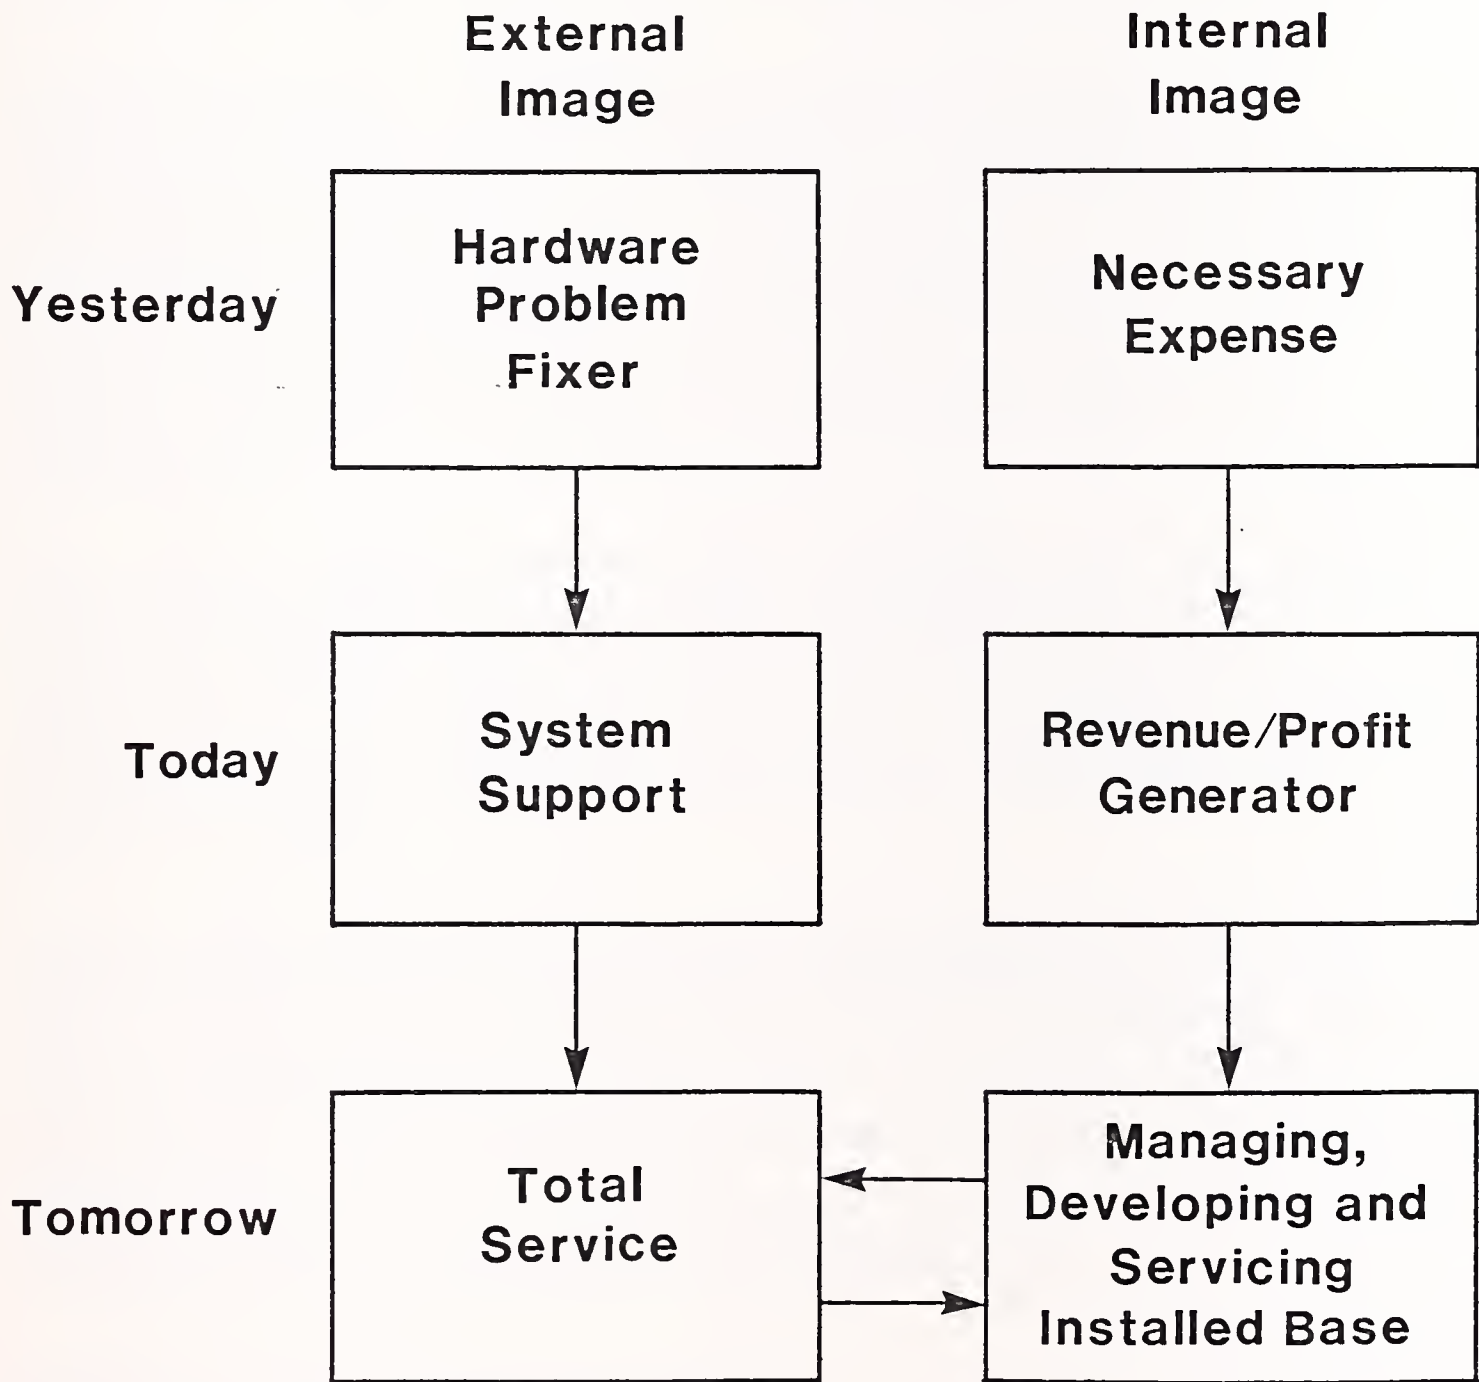 External
Image
Internal
Image
Yesterday
Hardware
Problem
Fixer
Necessary
Expense
Today
System
Support
Revenue/Profit
Generator
Tomorrow
Total
Service
Managing,
Developing and
Servicing
Installed Base